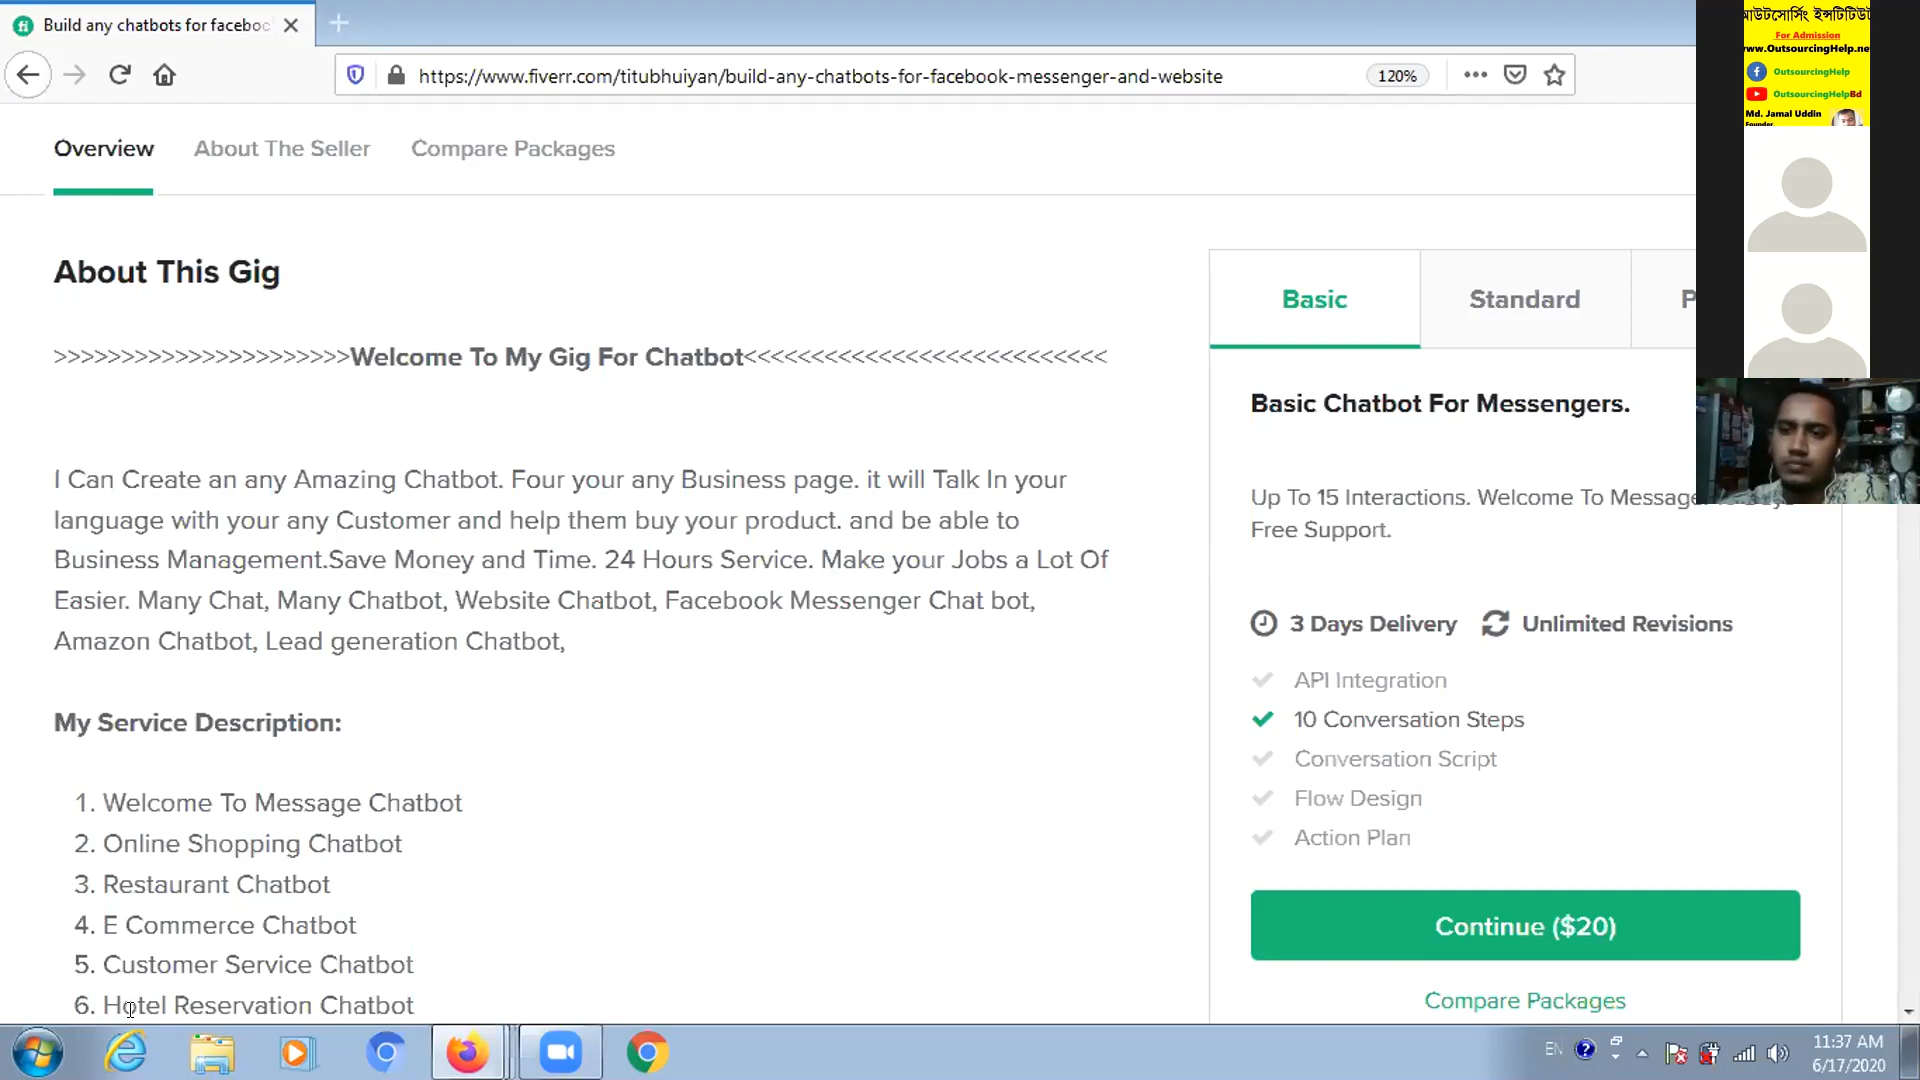 Build any chatbots for faceboo
https://www.fiverr.com/titubhuiyan/build-any-chatbots-for-facebook-messenger-and-website
120%
আউটসোর্সিং ইন্সটিটিউট
For Admission
www.OutsourcingHelp.ne
OutsourcingHelp
OutsourcingHelpBd
Md. Jamal Uddin
Founder
Overview
About The Seller
Compare Packages
About This Gig
>>>>>>>>>>>>>>>>>>>>>>Welcome To My Gig For Chatbot<<<<<<<<<<<<<<<<<<<<<<<<<<<
I Can Create an any Amazing Chatbot. Four your any Business page. it will Talk In your
language with your any Customer and help them buy your product. and be able to
Business Management.Save Money and Time. 24 Hours Service. Make your Jobs a Lot Of
Easier. Many Chat, Many Chatbot, Website Chatbot, Facebook Messenger Chat bot,
Amazon Chatbot, Lead generation Chatbot,
My Service Description:
1. Welcome To Message Chatbot
2. Online Shopping Chatbot
3. Restaurant Chatbot
4. E Commerce Chatbot
5. Customer Service Chatbot
6. Hotel Reservation Chatbot
Basic
Standard
P
Basic Chatbot For Messengers.
Up To 15 Interactions. Welcome To Message
Free Support.
3 Days Delivery
Unlimited Revisions
API Integration
10 Conversation Steps
Conversation Script
Flow Design
Action Plan
Continue ($20)
Compare Packages
EN
11:37 AM
6/17/2020